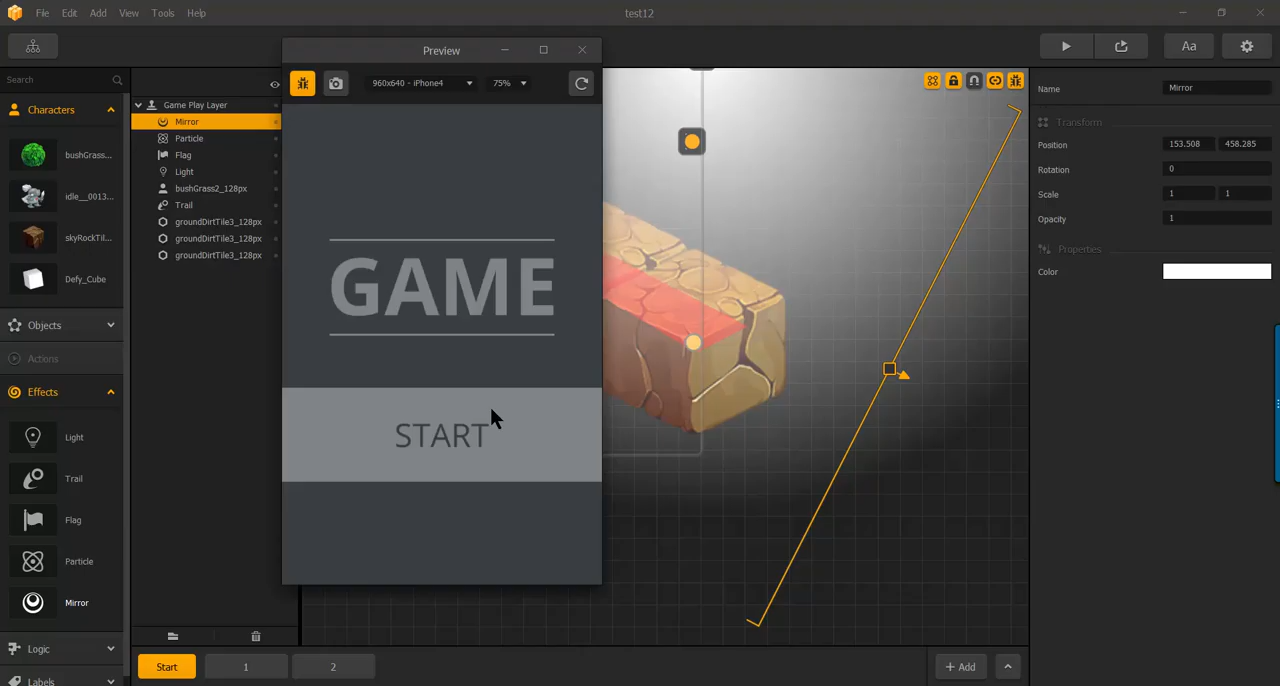 File Edit Add View Tools Help
test12
Preview
Aa
Search
960x640 - iPhone4
75%
Name
Mirror
Characters
Game Play Layer
Mirror
Transform
Particle
Position
153.508
458.285
bushGrass...
Flag
Rotation
0
Light
idle__0013...
bushGrass2_128px
Scale
1
1
Trail
Opacity
1
groundDirtTile3_128px
skyRockTil...
groundDirtTile3_128px
Properties
groundDirtTile3_128px
Color
Defy_Cube
GAME
Objects
Actions
Effects
START
Light
Trail
Flag
Particle
Mirror
Logic
Start
1
2
Add
Labels